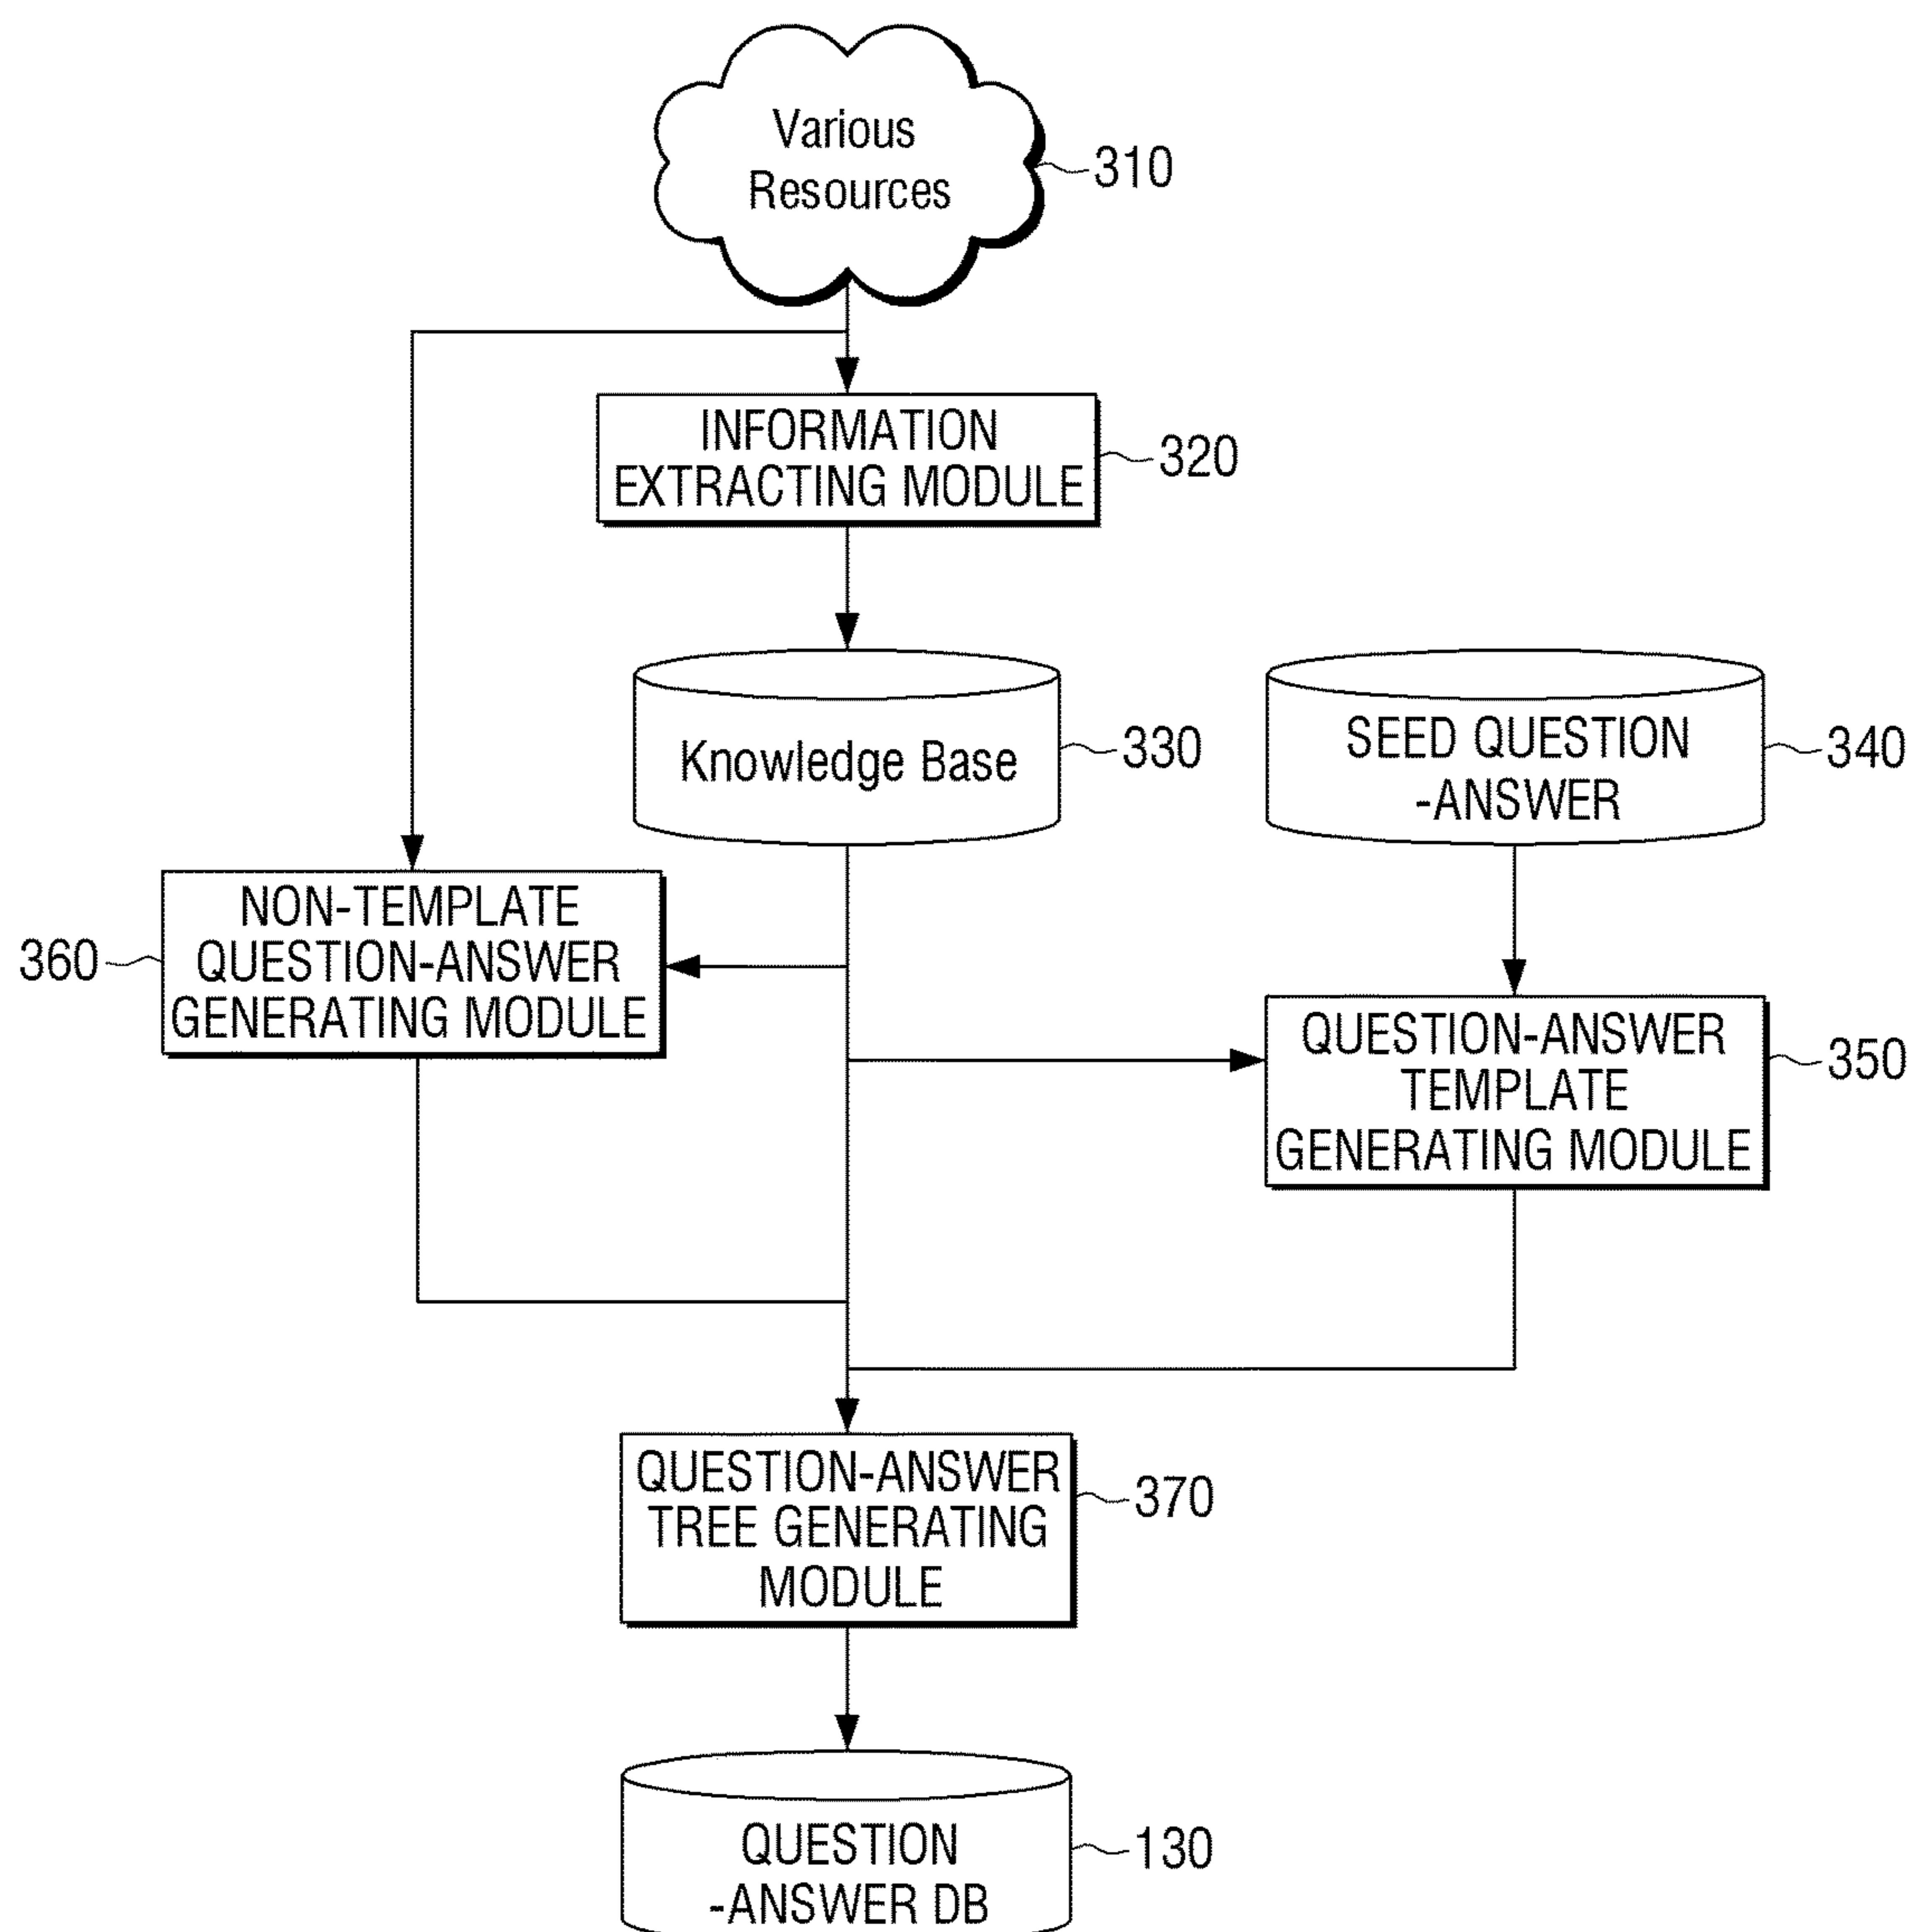 Various
Resources
310
INFORMATION
EXTRACTING MODULE
320
Knowledge Base
330
SEED QUESTION
-ANSWER
340
NON-TEMPLATE
QUESTION-ANSWER
GENERATING MODULE
360
QUESTION-ANSWER
TEMPLATE
GENERATING MODULE
350
QUESTION-ANSWER
TREE GENERATING
MODULE
370
QUESTION
-ANSWER DB
130